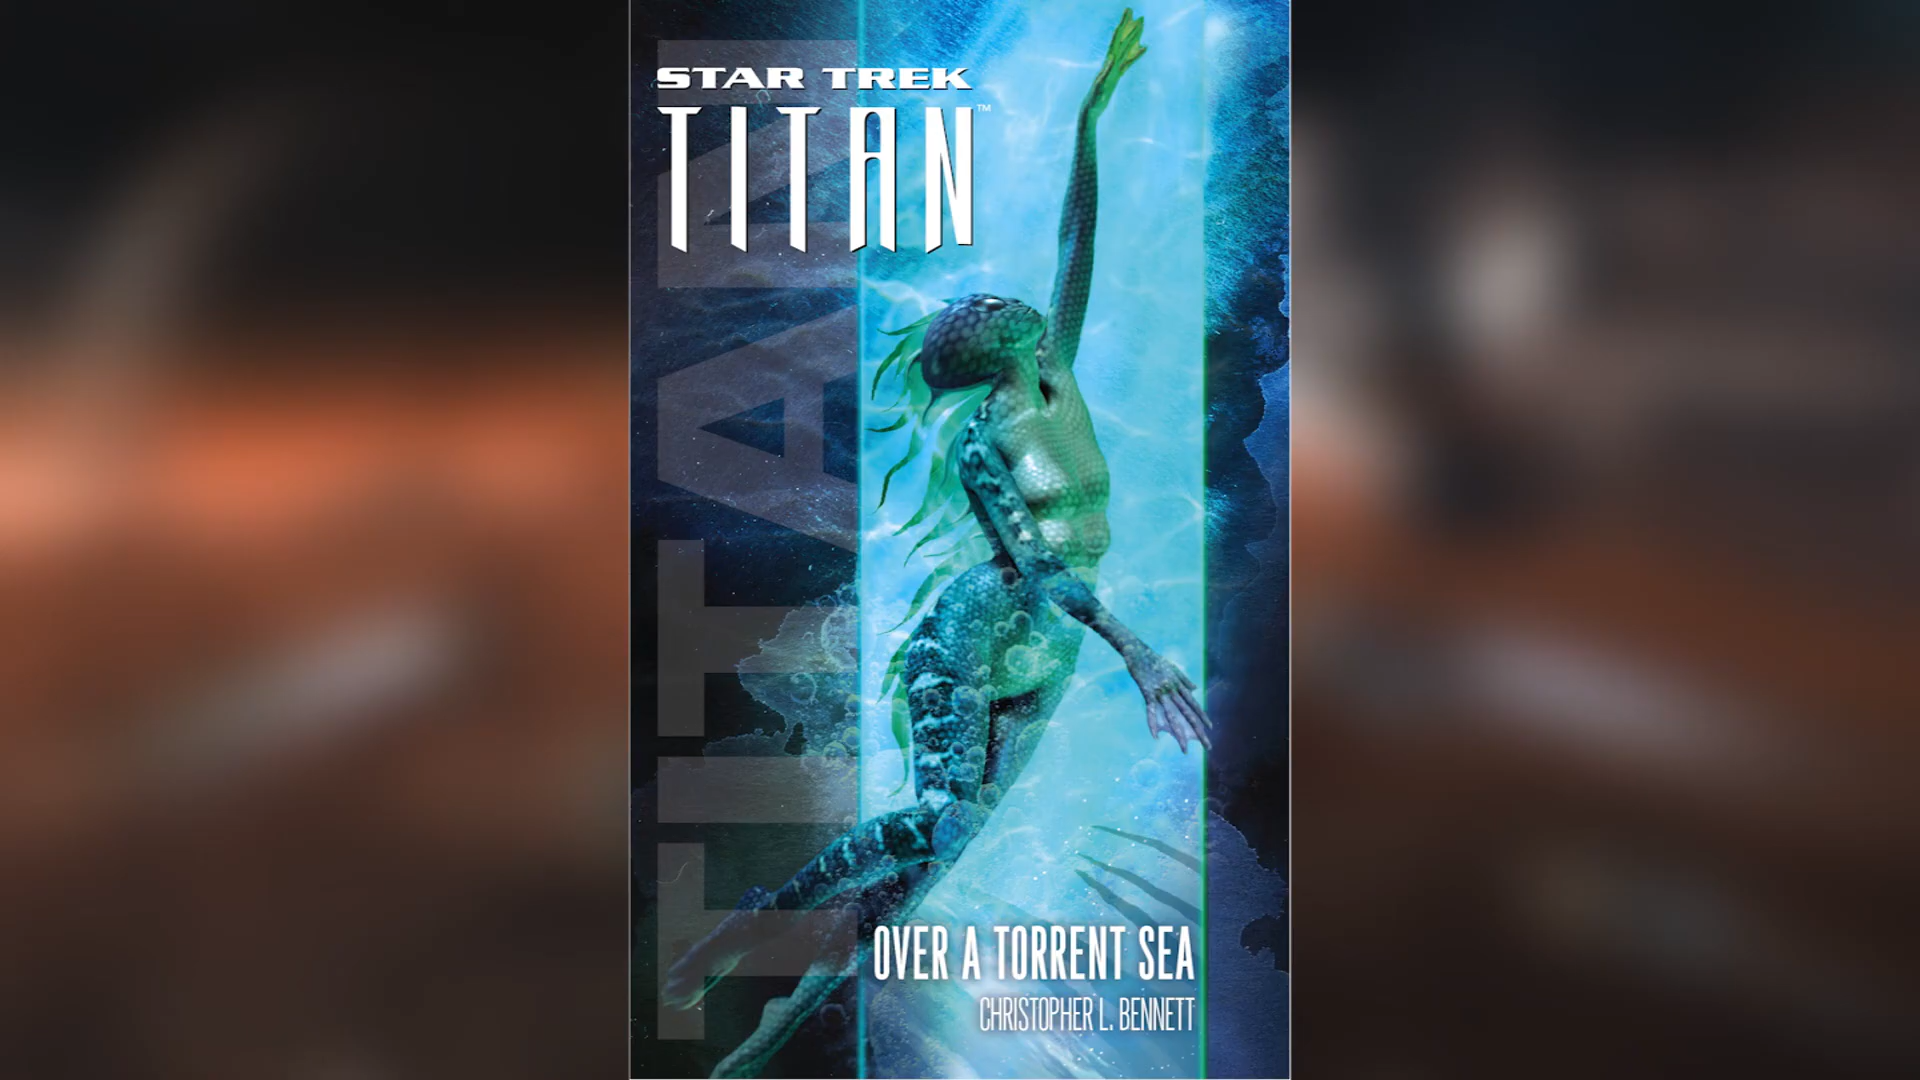 STAR TREK
TITAN™
TITAN
OVER A TORRENT SEA
CHRISTOPHER L. BENNETT